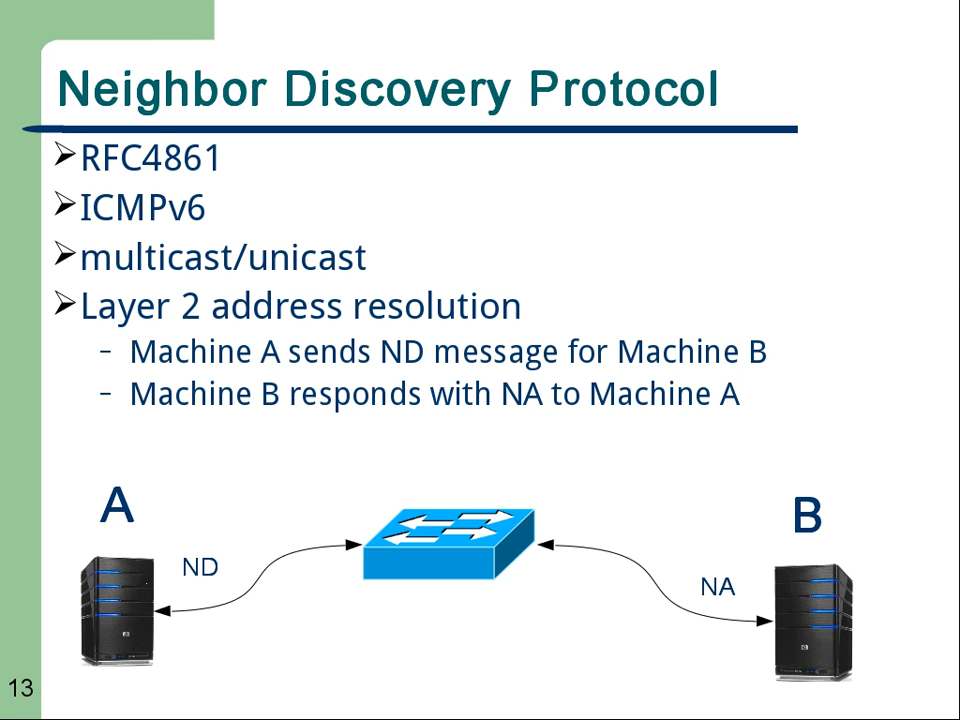 Neighbor Discovery Protocol
RFC4861
ICMPv6
multicast/unicast
Layer 2 address resolution
– Machine A sends ND message for Machine B
– Machine B responds with NA to Machine A
A
B
ND
NA
13